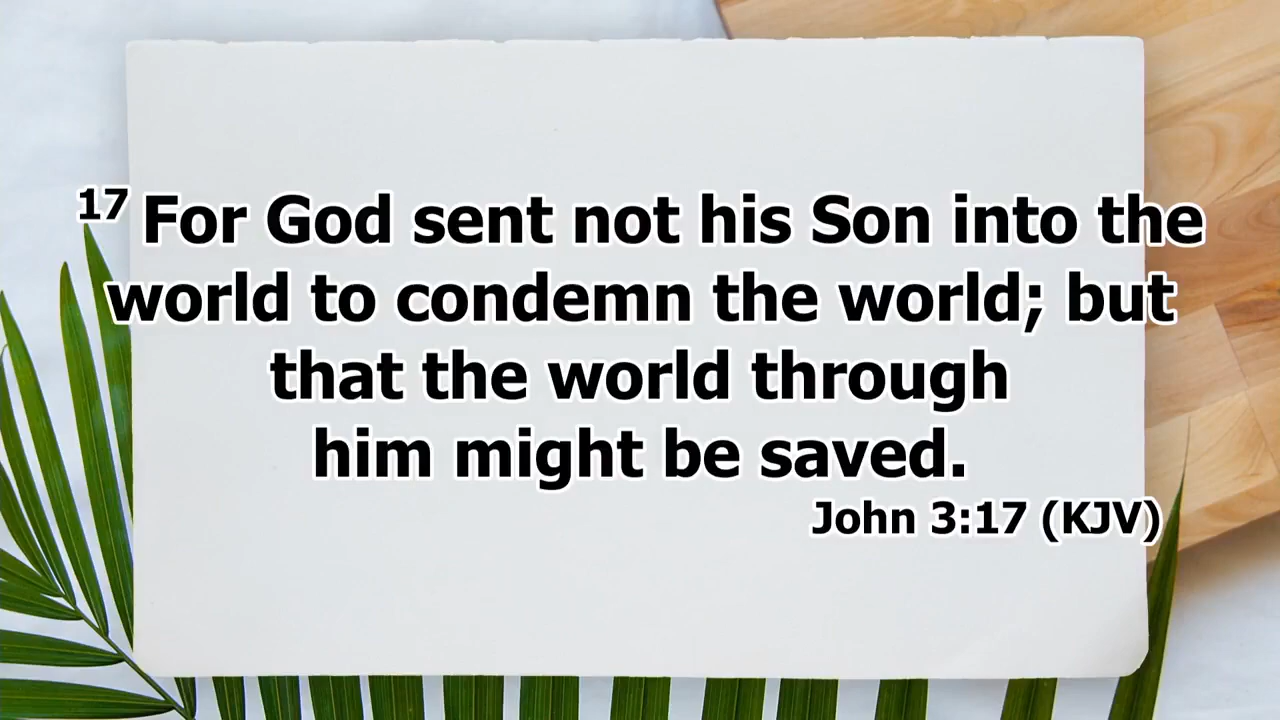 17 For God sent not his Son into the
world to condemn the world; but
that the world through
him might be saved.
John 3:17 (KJV)